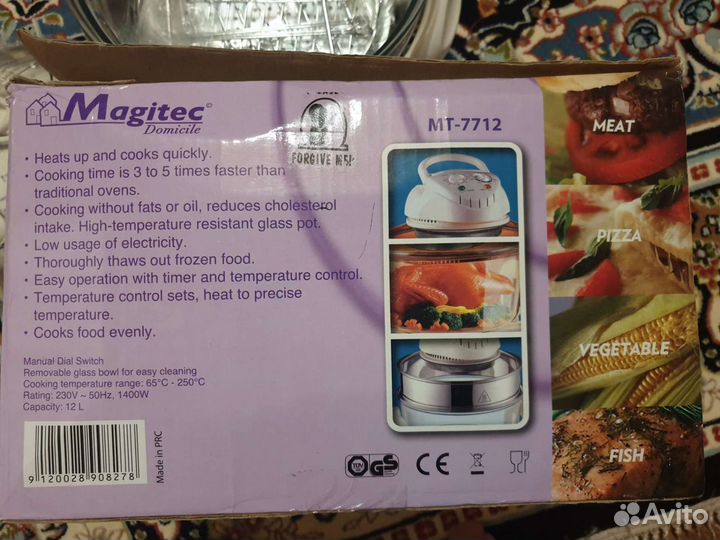 Magitec©
Domicile
FORGIVE ME!
MT-7712
• Heats up and cooks quickly.
• Cooking time is 3 to 5 times faster than
traditional ovens.
• Cooking without fats or oil, reduces cholesterol
intake. High-temperature resistant glass pot.
• Low usage of electricity.
• Thoroughly thaws out frozen food.
• Easy operation with timer and temperature control.
• Temperature control sets, heat to precise
temperature.
• Cooks food evenly.
Manual Dial Switch
Removable glass bowl for easy cleaning
Cooking temperature range: 65°C - 250°C
Rating: 230V ~ 50Hz, 1400W
Capacity: 12 L
9 120028 908278
Made in PRC
TÜV GS CE
MEAT
PIZZA
VEGETABLE
FISH
Avito